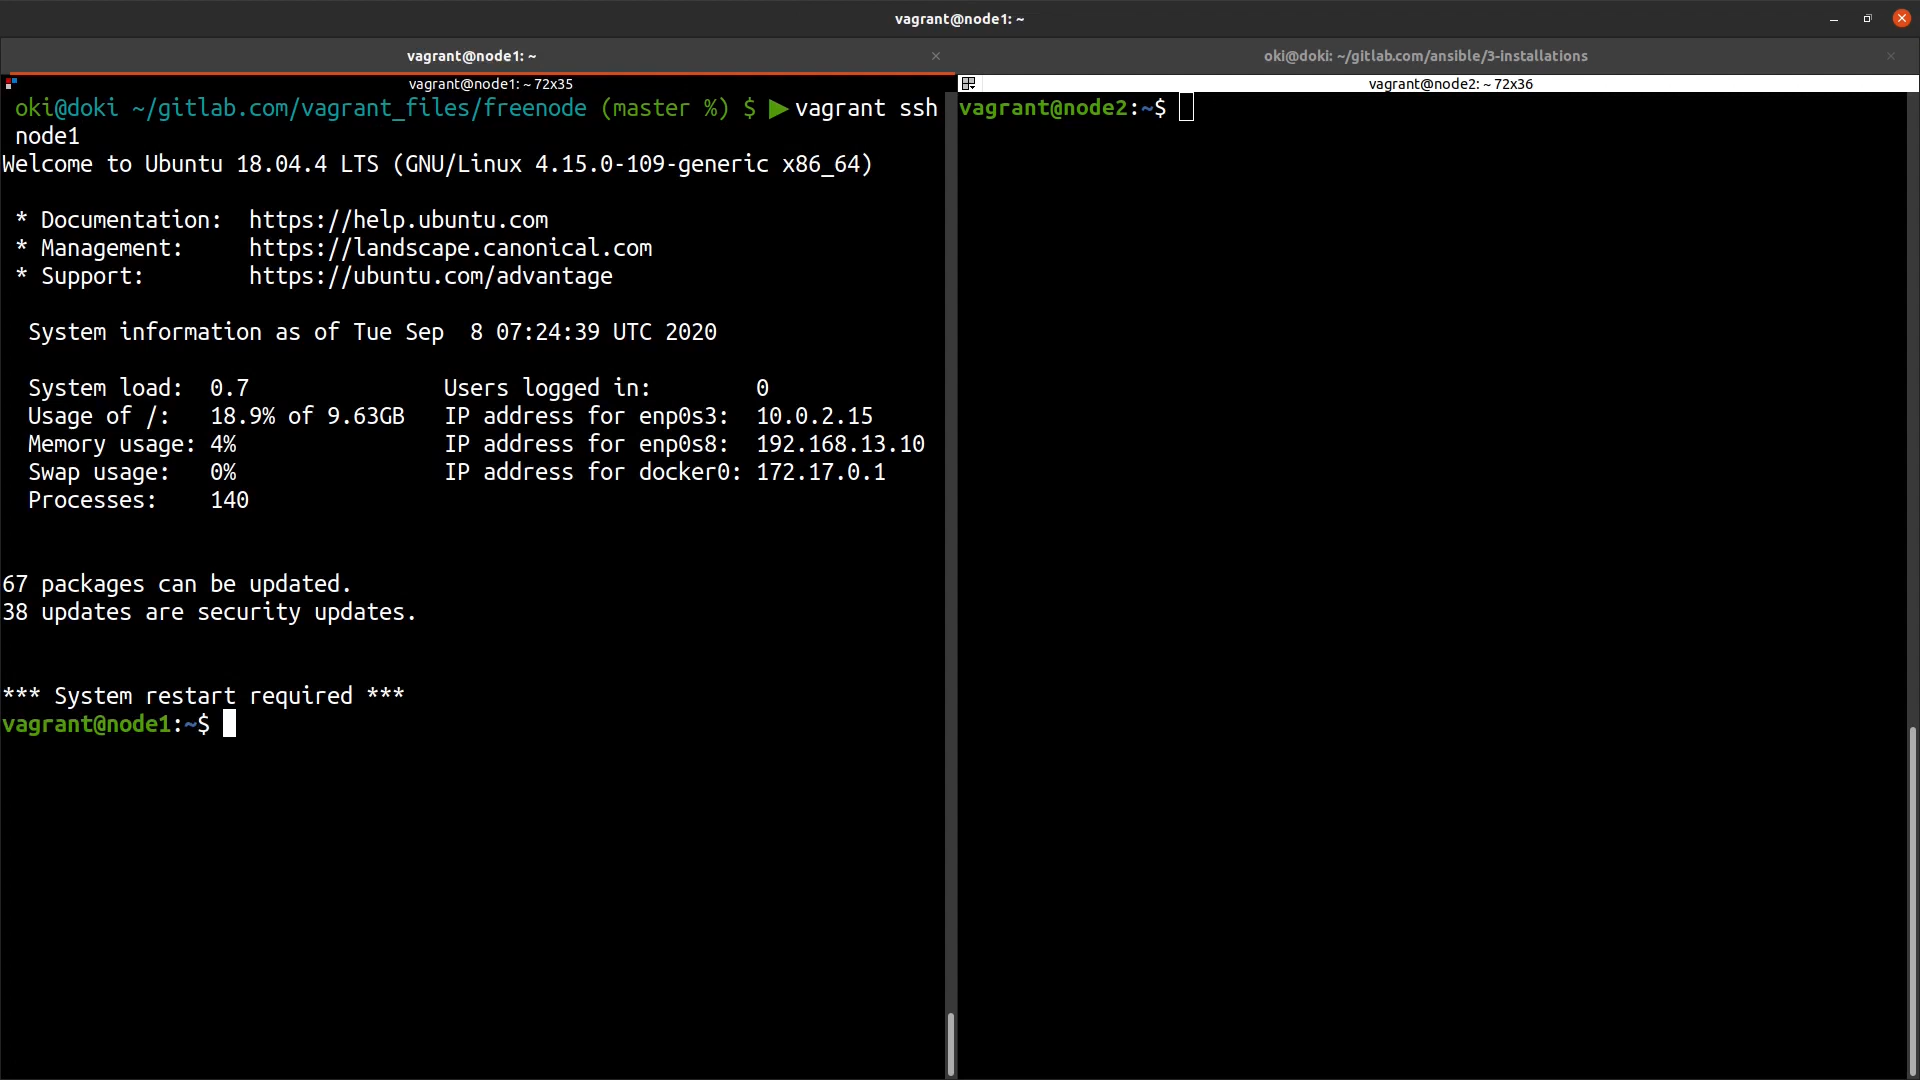 vagrant@node1: ~
vagrant@node1: ~
oki@doki: ~/gitlab.com/ansible/3-installations
vagrant@node1: ~ 72x35
oki@doki ~/gitlab.com/vagrant_files/freenode (master %) $ ▶vagrant ssh
node1
Welcome to Ubuntu 18.04.4 LTS (GNU/Linux 4.15.0-109-generic x86_64)
* Documentation:  https://help.ubuntu.com
* Management:     https://landscape.canonical.com
* Support:        https://ubuntu.com/advantage
System information as of Tue Sep  8 07:24:39 UTC 2020
System load:  0.7               Users logged in:        0
Usage of /:   18.9% of 9.63GB   IP address for enp0s3:  10.0.2.15
Memory usage: 4%                IP address for enp0s8:  192.168.13.10
Swap usage:   0%                IP address for docker0: 172.17.0.1
Processes:    140
67 packages can be updated.
38 updates are security updates.
*** System restart required ***
vagrant@node1:~$
vagrant@node2: ~ 72x36
vagrant@node2:~$